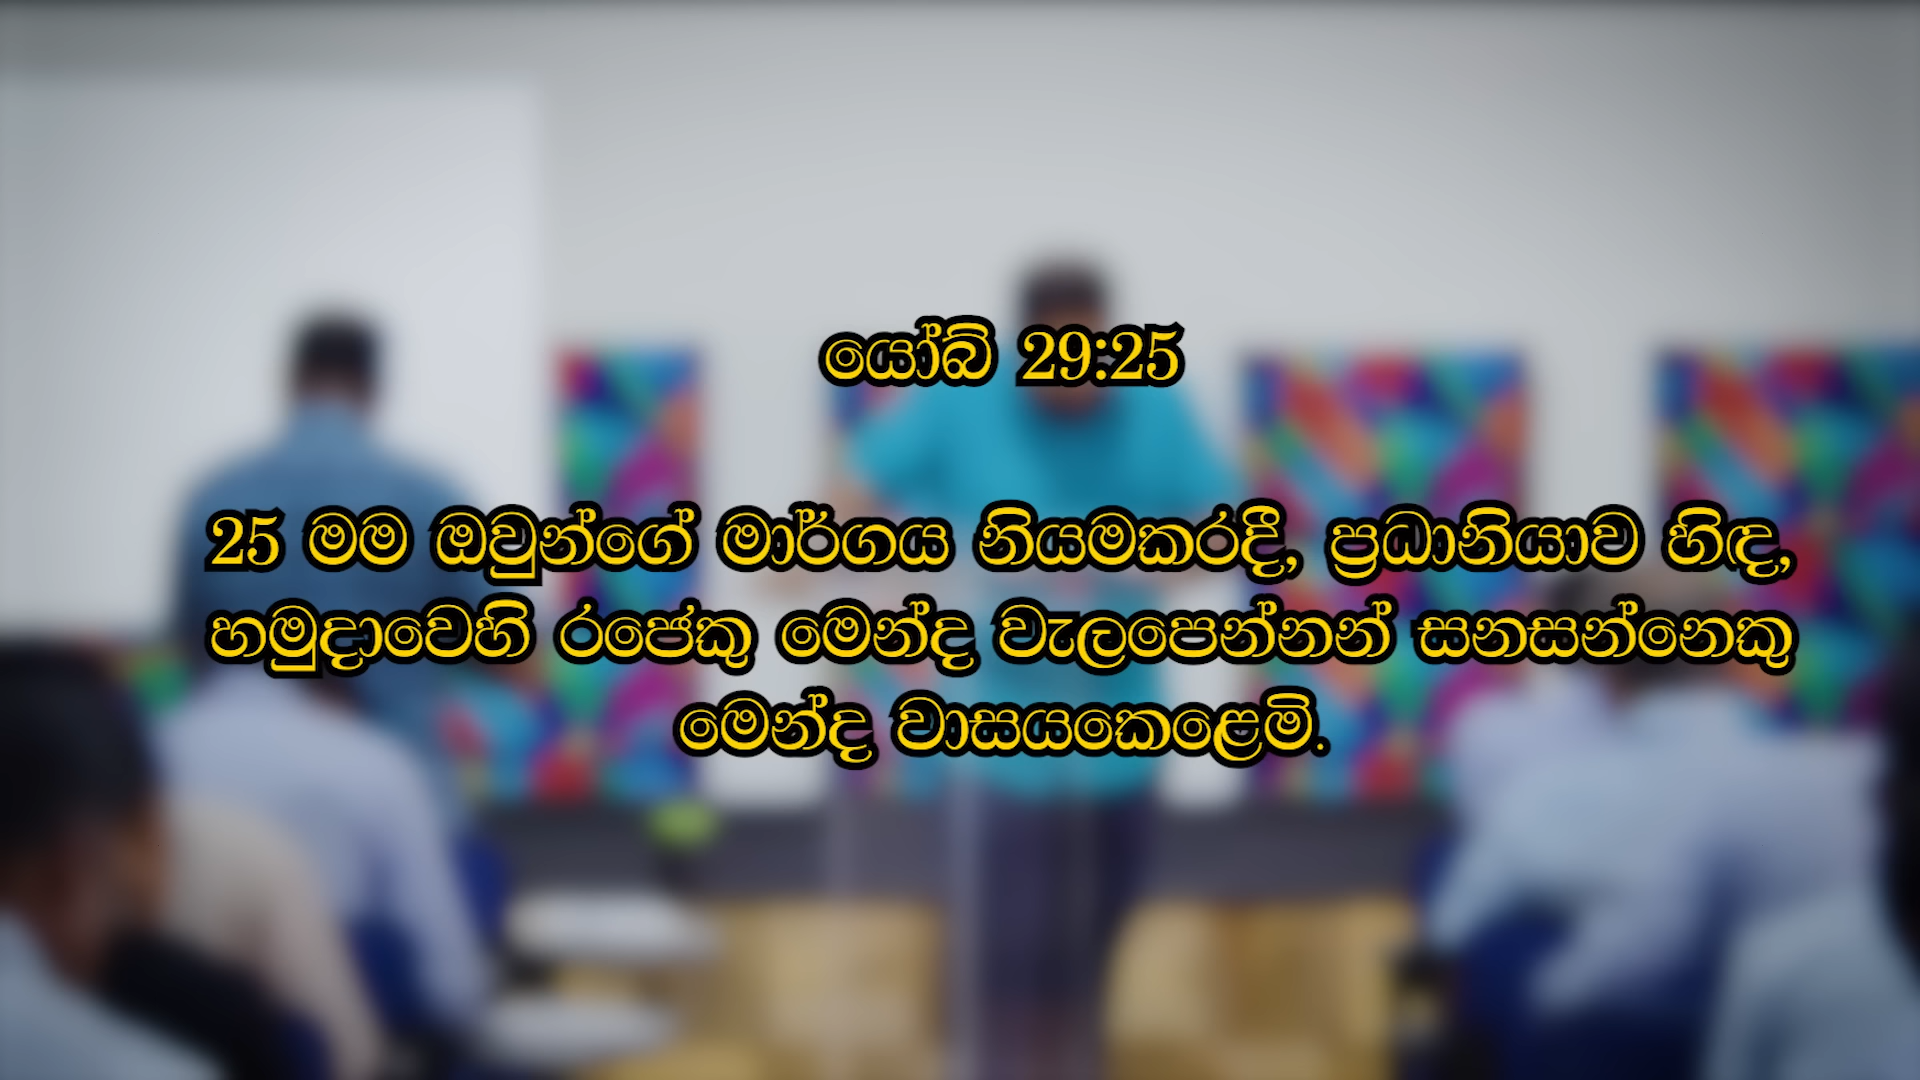 යෝබ් 29:25
25 මම ඔවුන්ගේ මාර්ගය නියමකරදී, ප්‍රධානියාව හිඳ,
හමුදාවෙහි රජෙකු මෙන්ද වැලපෙන්නන් සනසන්නෙකු
මෙන්ද වාසයකෙළෙමි.